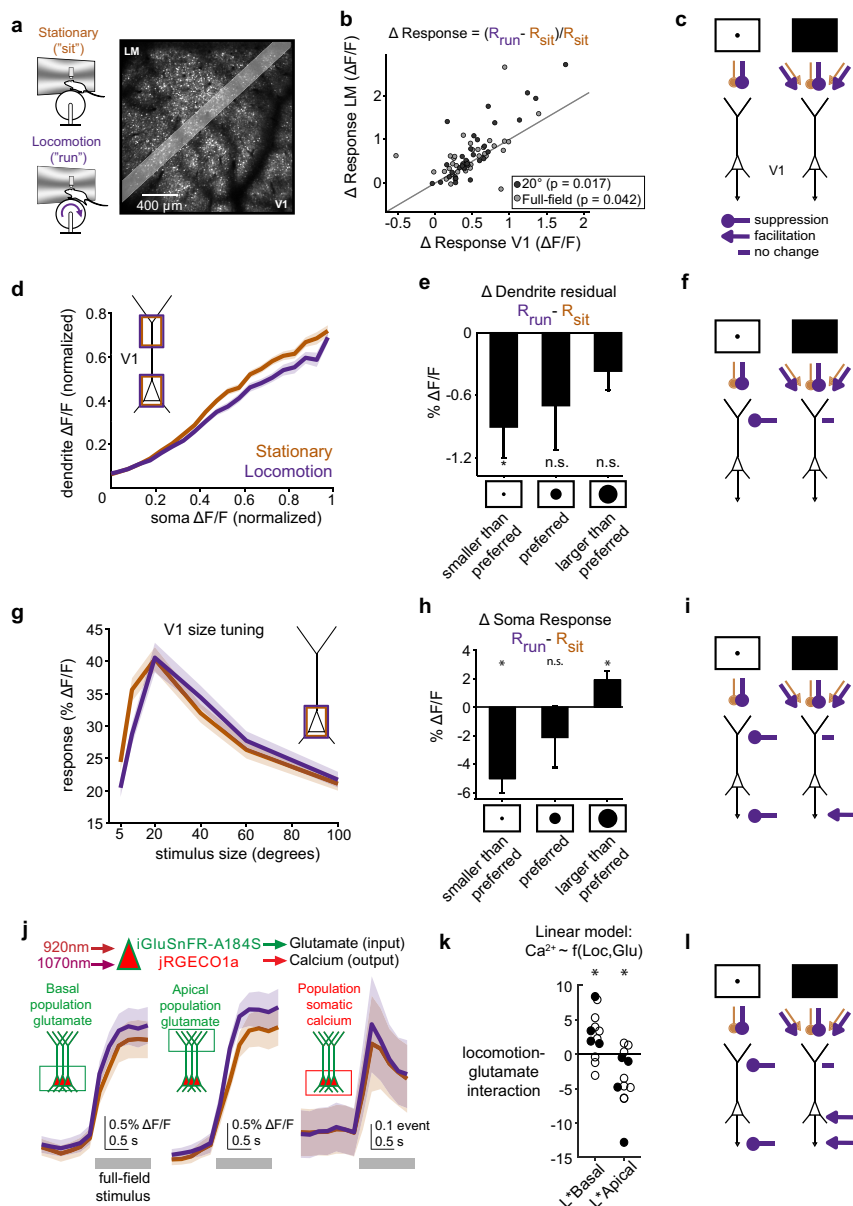 a
Stationary
("sit")
Locomotion
("run")
LM
400 µm
V1
b
Δ Response = (R run - R sit)/R sit
Δ Response LM (ΔF/F)
2
1
0
20° (p = 0.017)
Full-field (p = 0.042)
-0.5 0 0.5 1 1.5 2
Δ Response V1 (ΔF/F)
c
V1
suppression
facilitation
no change
d
dendrite ΔF/F (normalized)
0.8
0.6
0.4
0.2
V1
Stationary
Locomotion
0 0.2 0.4 0.6 0.8 1
soma ΔF/F (normalized)
e
Δ Dendrite residual
R run - R sit
% ΔF/F
0
-0.6
-1.2
* n.s. n.s.
smaller than
preferred
preferred
larger than
preferred
f
g
V1 size tuning
response (% ΔF/F)
45
40
35
30
25
20
15
5 20 40 60 80 100
stimulus size (degrees)
h
Δ Soma Response
R run - R sit
* n.s. *
% ΔF/F
4
2
0
-2
-4
-6
smaller than
preferred
preferred
larger than
preferred
i
j
920nm
1070nm
iGluSnFR-A184S
jRGECO1a
Glutamate (input)
Calcium (output)
Basal
population
glutamate
Apical
population
glutamate
Population
somatic
calcium
0.5% ΔF/F
0.5 s
0.5% ΔF/F
0.5 s
0.1 event
0.5 s
full-field
stimulus
k
Linear model:
Ca²⁺ ~ f(Loc,Glu)
* *
locomotion-
glutamate
interaction
10
5
0
-5
-10
-15
L*Basal
L*Apical
l